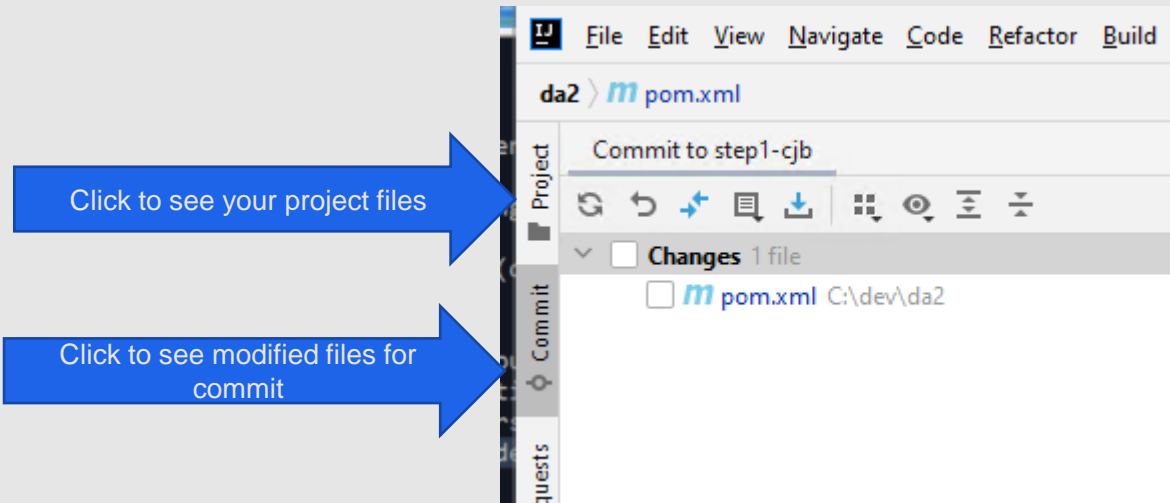 IJ File Edit View Navigate Code Refactor Build
da2 pom.xml
Project
Commit to step1-cjb
Click to see your project files
Changes 1 file
pom.xml C:\dev\da2
Commit
Click to see modified files for
commit